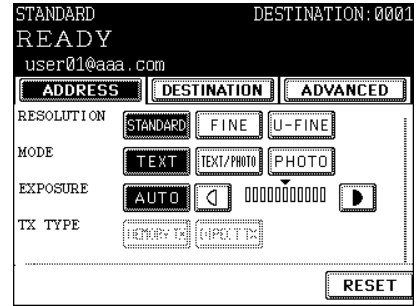 STANDARD DESTINATION:0001
READY
user01@aaa.com
ADDRESS DESTINATION ADVANCED
RESOLUTION STANDARD FINE U-FINE
MODE TEXT TEXT/PHOTO PHOTO
EXPOSURE AUTO
TX TYPE MEMORY TX DIRECT TX
RESET